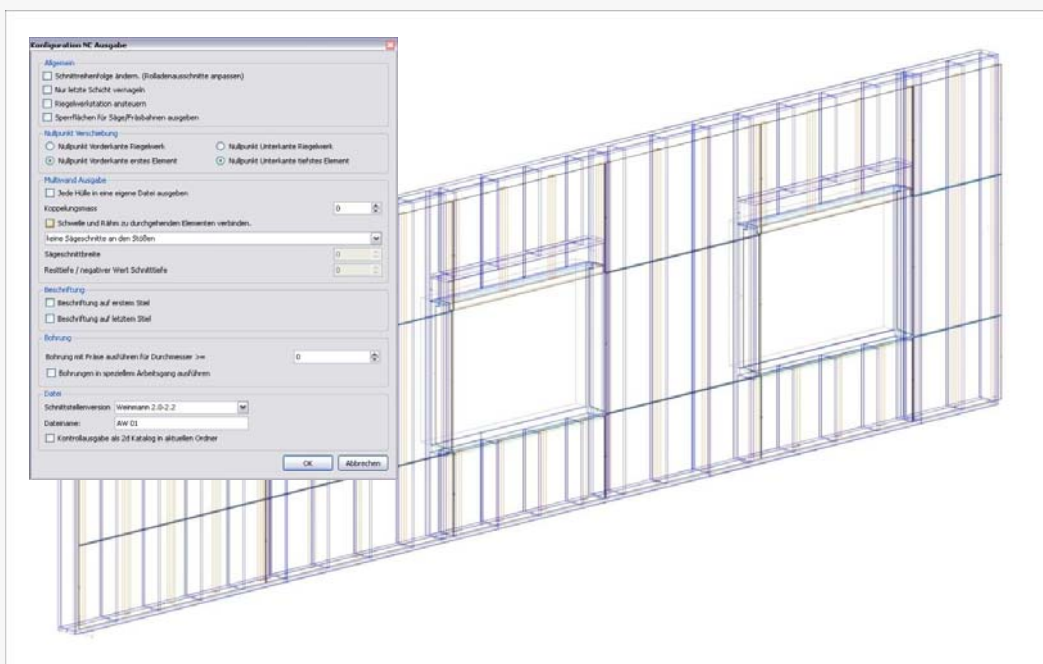 Konfiguration NC Ausgabe
Allgemein
Schnittreihenfolge ändern. (Rolladenausschnitte anpassen)
Nur letzte Schicht vernageln
Riegelwerkstation ansteuern
Sperrflächen für Säge/Fräsbahnen ausgeben
Nullpunkt Verschiebung
Nullpunkt Vorderkante Riegelwerk
Nullpunkt Unterkante Riegelwerk
Nullpunkt Vorderkante erstes Element
Nullpunkt Unterkante tiefstes Element
Multiwand Ausgabe
Jede Hülle in eine eigene Datei ausgeben
Koppelungsmass 0
Schwelle und Rähm zu durchgehenden Elementen verbinden.
keine Sägeschnitte an den Stößen
Sägeschnittbreite 0
Resttiefe / negativer Wert Schnitttiefe 0
Beschriftung
Beschriftung auf erstem Stiel
Beschriftung auf letztem Stiel
Bohrung
Bohrung mit Fräse ausführen für Durchmesser >= 0
Bohrungen in speziellem Arbeitsgang ausführen
Datei
Schnittstellenversion Weinmann 2.0-2.2
Dateiname: AW 01
Kontrollausgabe als 2d Katalog in aktuellen Ordner
OK Abbrechen